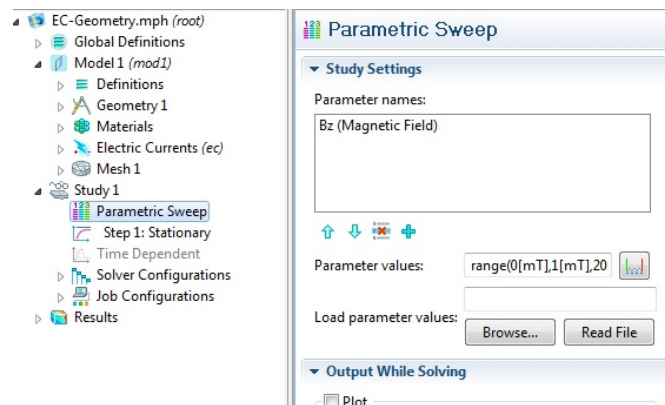 EC-Geometry.mph (root)
Global Definitions
Model 1 (mod1)
Definitions
Geometry 1
Materials
Electric Currents (ec)
Mesh 1
Study 1
Parametric Sweep
Step 1: Stationary
Time Dependent
Solver Configurations
Job Configurations
Results
123 Parametric Sweep
Study Settings
Parameter names:
Bz (Magnetic Field)
Parameter values: range(0[mT],1[mT],20
Load parameter values: Browse... Read File
Output While Solving
Plot